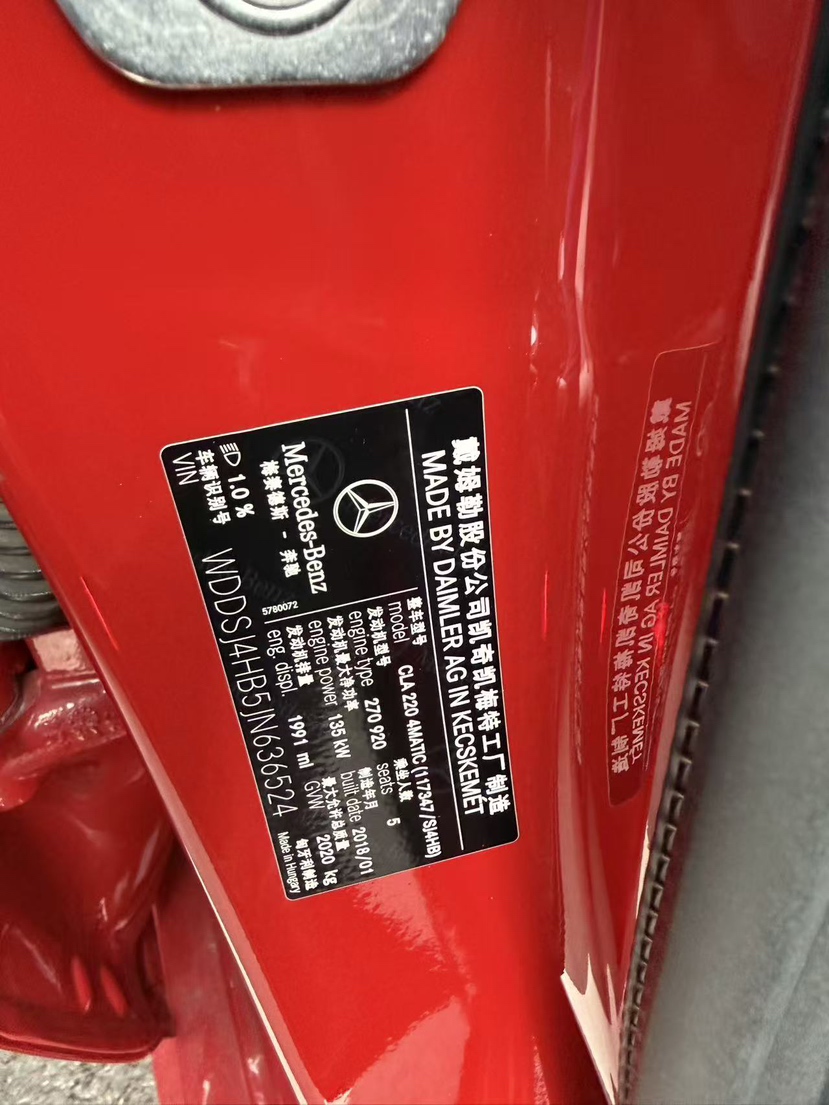 戴姆勒股份公司凯奇凯梅特工厂制造
MADE BY DAIMLER AG IN KECSKEMÉT
Mercedes-Benz
梅赛德斯 - 奔驰
1.0 %
5780072
整车型号
model CLA 220 4MATIC (117347/SJ4HB)
发动机型号 乘坐人数
engine type 270 920 seats 5
发动机最大净功率 制造年月
engine power 135 kW built date 2018/01
发动机排量 最大允许总质量
eng. displ. 1991 ml GVW 2020 kg
车辆识别号
VIN WDDSJ4HB5JN636524
匈牙利制造
Made in Hungary